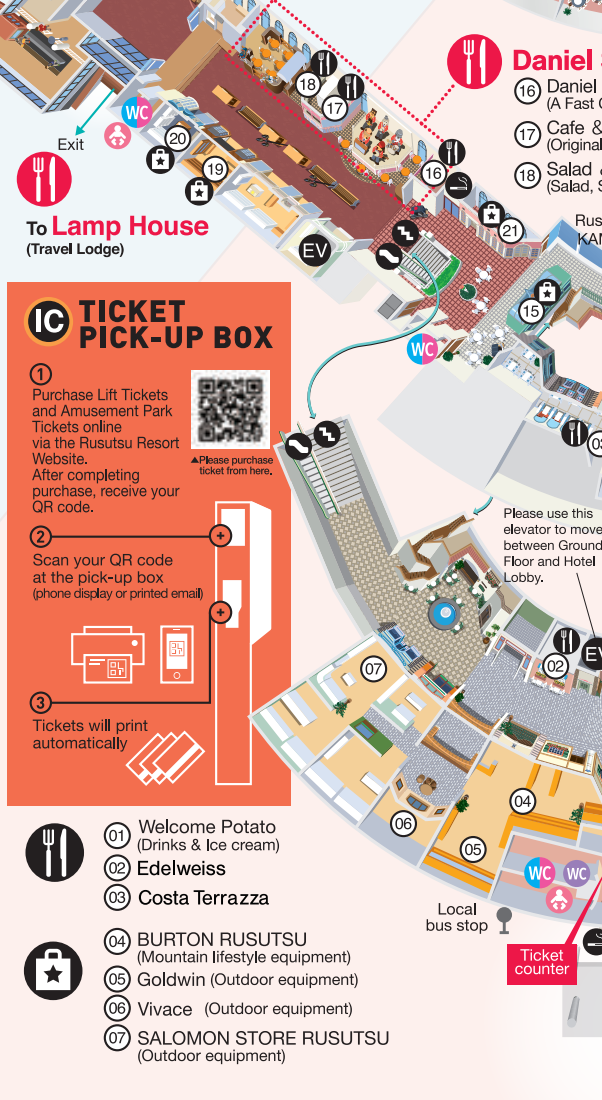 Daniel
16 Daniel
(A Fast
17 Cafe &
(Original
18 Salad
(Salad,
WC
18
17
20
19
16
21
Exit
To Lamp House
(Travel Lodge)
EV
15
WC
IC TICKET
PICK-UP BOX
1
Purchase Lift Tickets
and Amusement Park
Tickets online
via the Rusutsu Resort
Website.
After completing
purchase, receive your
QR code.
▲Please purchase
ticket from here.
2
Scan your QR code
at the pick-up box
(phone display or printed email)
3
Tickets will print
automatically
Please use this
elevator to move
between Ground
Floor and Hotel
Lobby.
EV
02
07
04
06
05
WC WC
Local
bus stop
Ticket
counter
01 Welcome Potato
(Drinks & Ice cream)
02 Edelweiss
03 Costa Terrazza
04 BURTON RUSUTSU
(Mountain lifestyle equipment)
05 Goldwin (Outdoor equipment)
06 Vivace (Outdoor equipment)
07 SALOMON STORE RUSUTSU
(Outdoor equipment)